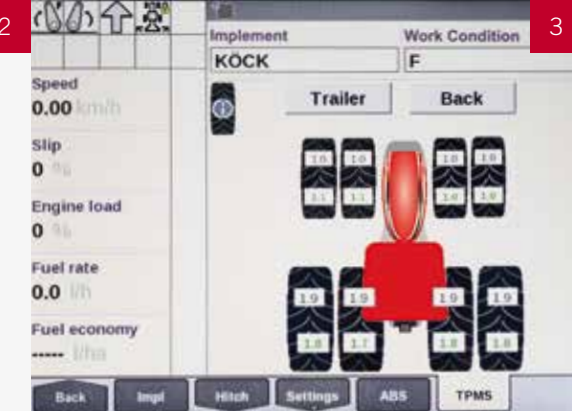 2
3
Implement
Work Condition
KÖCK
F
Speed
0.00 km/h
Trailer
Back
Slip
0 %
1.0 1.0 1.0 1.0
1.1 1.1 1.0 1.0
Engine load
0 %
Fuel rate
0.0 l/h
1.9 1.9 1.9 1.9
1.8 1.7 1.8 1.8
Fuel economy
----- l/ha
Back
Impl
Hitch
Settings
ABS
TPMS